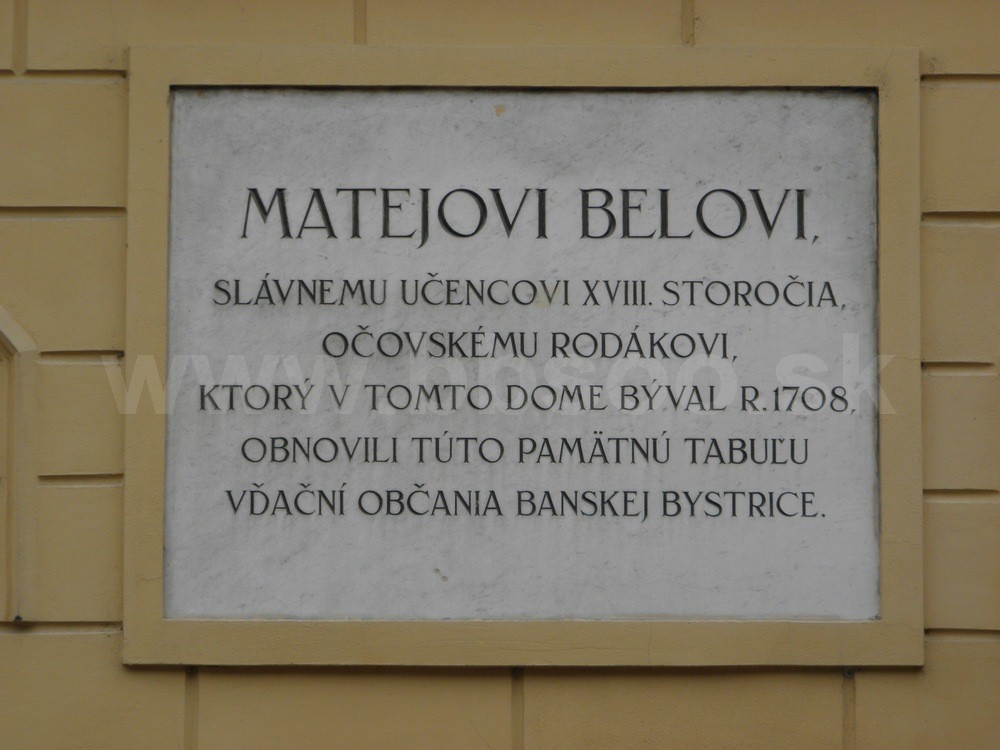 MATEJOVI BELOVI,
SLÁVNEMU UČENCOVI XVIII. STOROČIA,
OČOVSKÉMU RODÁKOVI,
KTORÝ V TOMTO DOME BÝVAL R.1708,
OBNOVILI TÚTO PAMÄTNÚ TABUĽU
VĎAČNÍ OBČANIA BANSKEJ BYSTRICE.